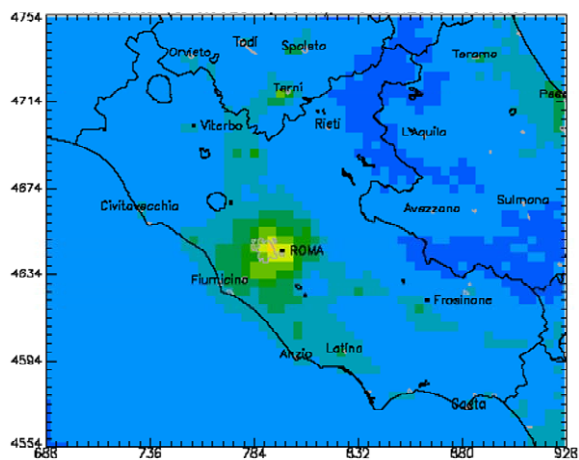 4754
Orvieto Todi Spoleto Teramo
4714
Terni
Viterbo Rieti L'Aquila
4674
Civitavecchia Avezzano Sulmona
ROMA
4634
Fiumicino
Frosinone
4594
Anzio Latina
Gaeta
4554
688 736 784 832 880 928